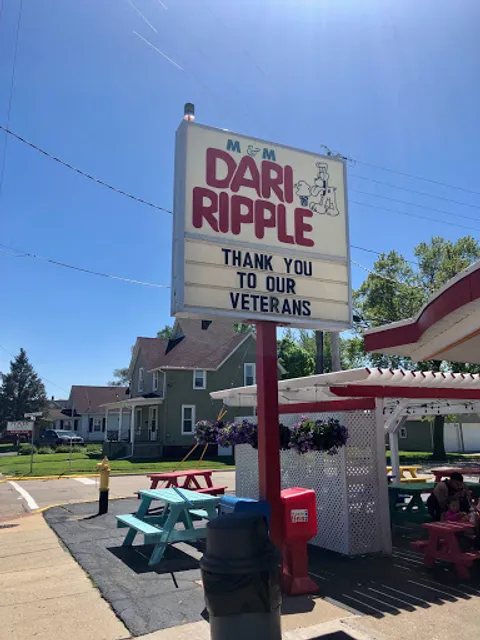 M & M
DARI
RIPPLE
THANK YOU
TO OUR
VETERANS